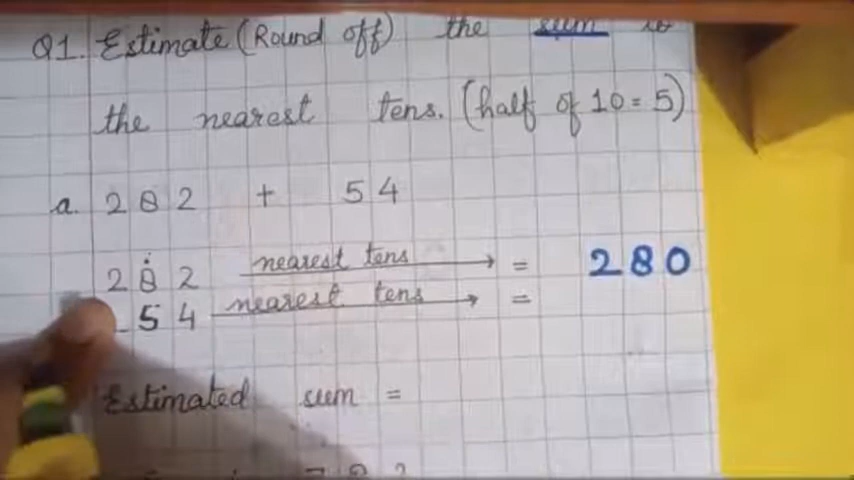 Q1. Estimate (Round off) the sum to
the nearest tens. (half of 10 = 5)
a. 282 + 54
282 nearest tens → = 280
54 nearest tens → =
Estimated sum =